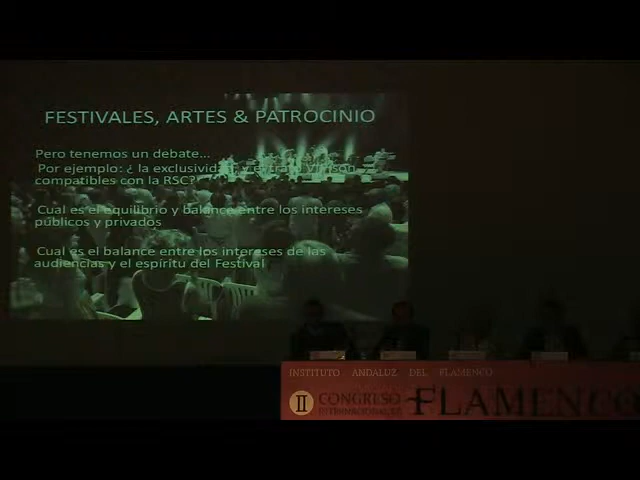 FESTIVALES, ARTES & PATROCINIO
Pero tenemos un debate...
Por ejemplo: ¿ la exclusividad y extra son
compatibles con la RSC?
Cual es el equilibrio y balance entre los intereses
públicos y privados
Cual es el balance entre los intereses de las
audiencias y el espíritu del Festival
INSTITUTO ANDALUZ DEL FLAMENCO
II CONGRESO
INTERNACIONAL
FLAMENCO